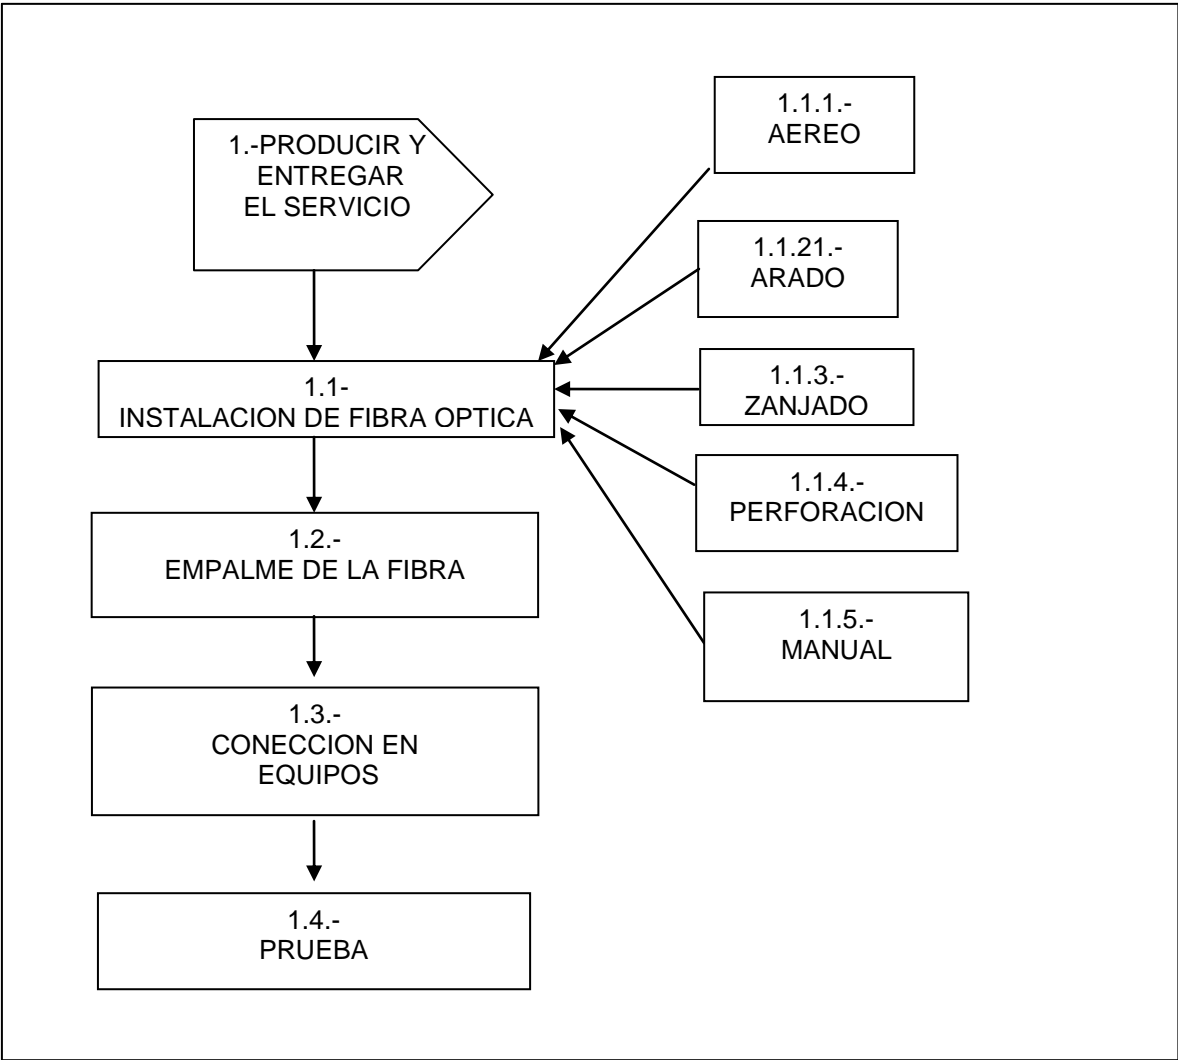 1.-PRODUCIR Y
ENTREGAR
EL SERVICIO
1.1-
INSTALACION DE FIBRA OPTICA
1.2.-
EMPALME DE LA FIBRA
1.3.-
CONECCION EN
EQUIPOS
1.4.-
PRUEBA
1.1.1.-
AEREO
1.1.21.-
ARADO
1.1.3.-
ZANJADO
1.1.4.-
PERFORACION
1.1.5.-
MANUAL